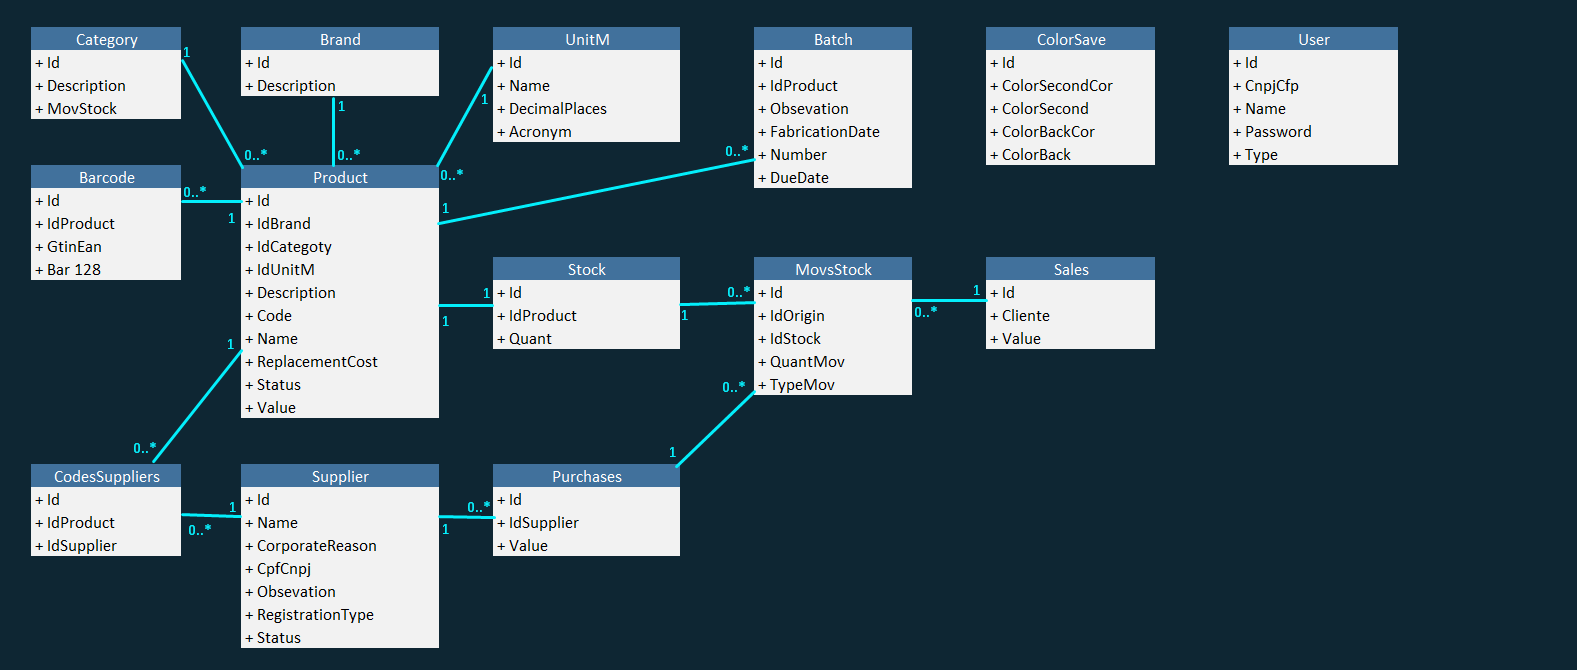 Category
+ Id
+ Description
+ MovStock
1
0..*
Brand
+ Id
+ Description
1
0..*
UnitM
+ Id
+ Name
+ DecimalPlaces
+ Acronym
1
0..*
Batch
+ Id
+ IdProduct
+ Obsevation
+ FabricationDate
+ Number
+ DueDate
0..*
1
ColorSave
+ Id
+ ColorSecondCor
+ ColorSecond
+ ColorBackCor
+ ColorBack
User
+ Id
+ CnpjCfp
+ Name
+ Password
+ Type
Barcode
+ Id
+ IdProduct
+ GtinEan
+ Bar 128
0..*
1
Product
+ Id
+ IdBrand
+ IdCategoty
+ IdUnitM
+ Description
+ Code
+ Name
+ ReplacementCost
+ Status
+ Value
1
1
Stock
+ Id
+ IdProduct
+ Quant
1
0..*
MovsStock
+ Id
+ IdOrigin
+ IdStock
+ QuantMov
+ TypeMov
0..*
1
Sales
+ Id
+ Cliente
+ Value
1
0..*
CodesSuppliers
+ Id
+ IdProduct
+ IdSupplier
0..*
1
Supplier
+ Id
+ Name
+ CorporateReason
+ CpfCnpj
+ Obsevation
+ RegistrationType
+ Status
1
0..*
Purchases
+ Id
+ IdSupplier
+ Value
1
0..*